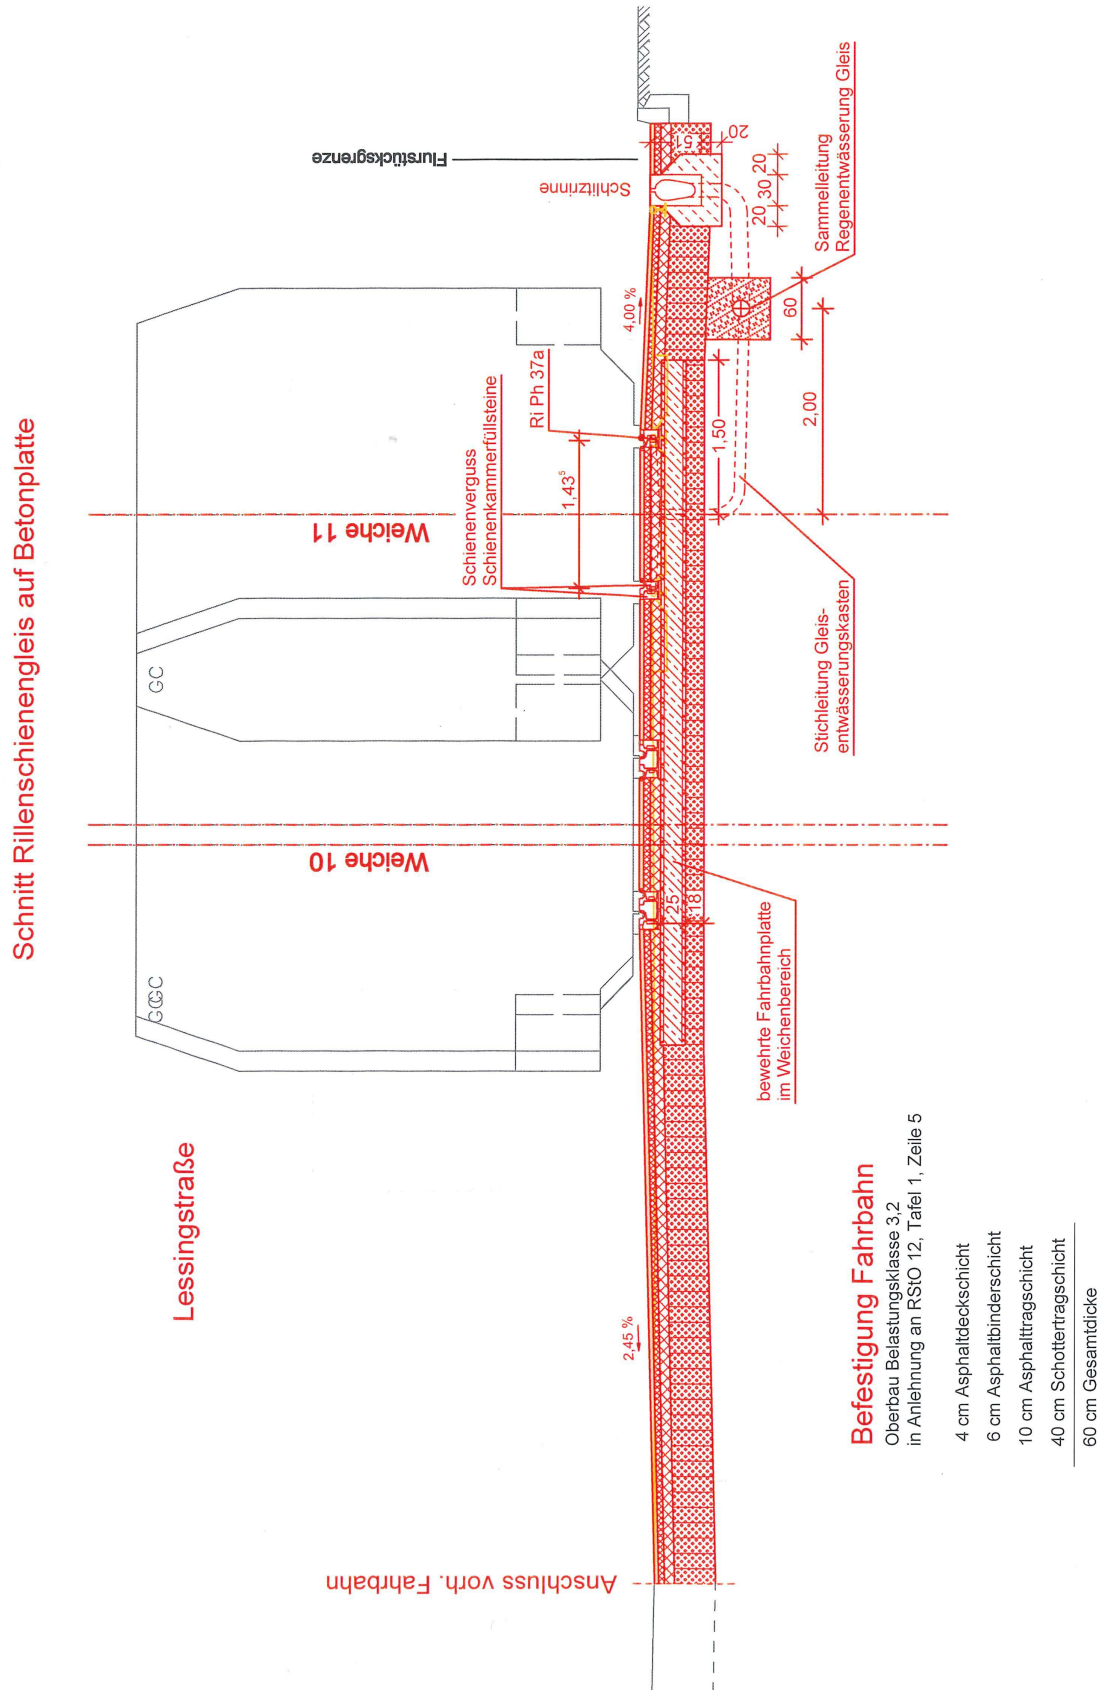 Schnitt Rillenschienengleis auf Betonplatte
Lessingstraße
GC
GC
GC
Weiche 10
Weiche 11
Flurstücksgrenze
Schlitzrinne
Anschluss vorh. Fahrbahn
Schienenverguss
Schienenkammerfüllsteine
Ri Ph 37a
1,43⁵
2,45 %
4,00 %
25
18
51
20
20
30
20
60
1,50
2,00
bewehrte Fahrbahnplatte
im Weichenbereich
Stichleitung Gleis-
entwässerungskasten
Sammelleitung
Regenentwässerung Gleis
Befestigung Fahrbahn
Oberbau Belastungsklasse 3,2
in Anlehnung an RStO 12, Tafel 1, Zeile 5
4 cm Asphaltdeckschicht
6 cm Asphaltbinderschicht
10 cm Asphalttragschicht
40 cm Schottertragschicht
60 cm Gesamtdicke